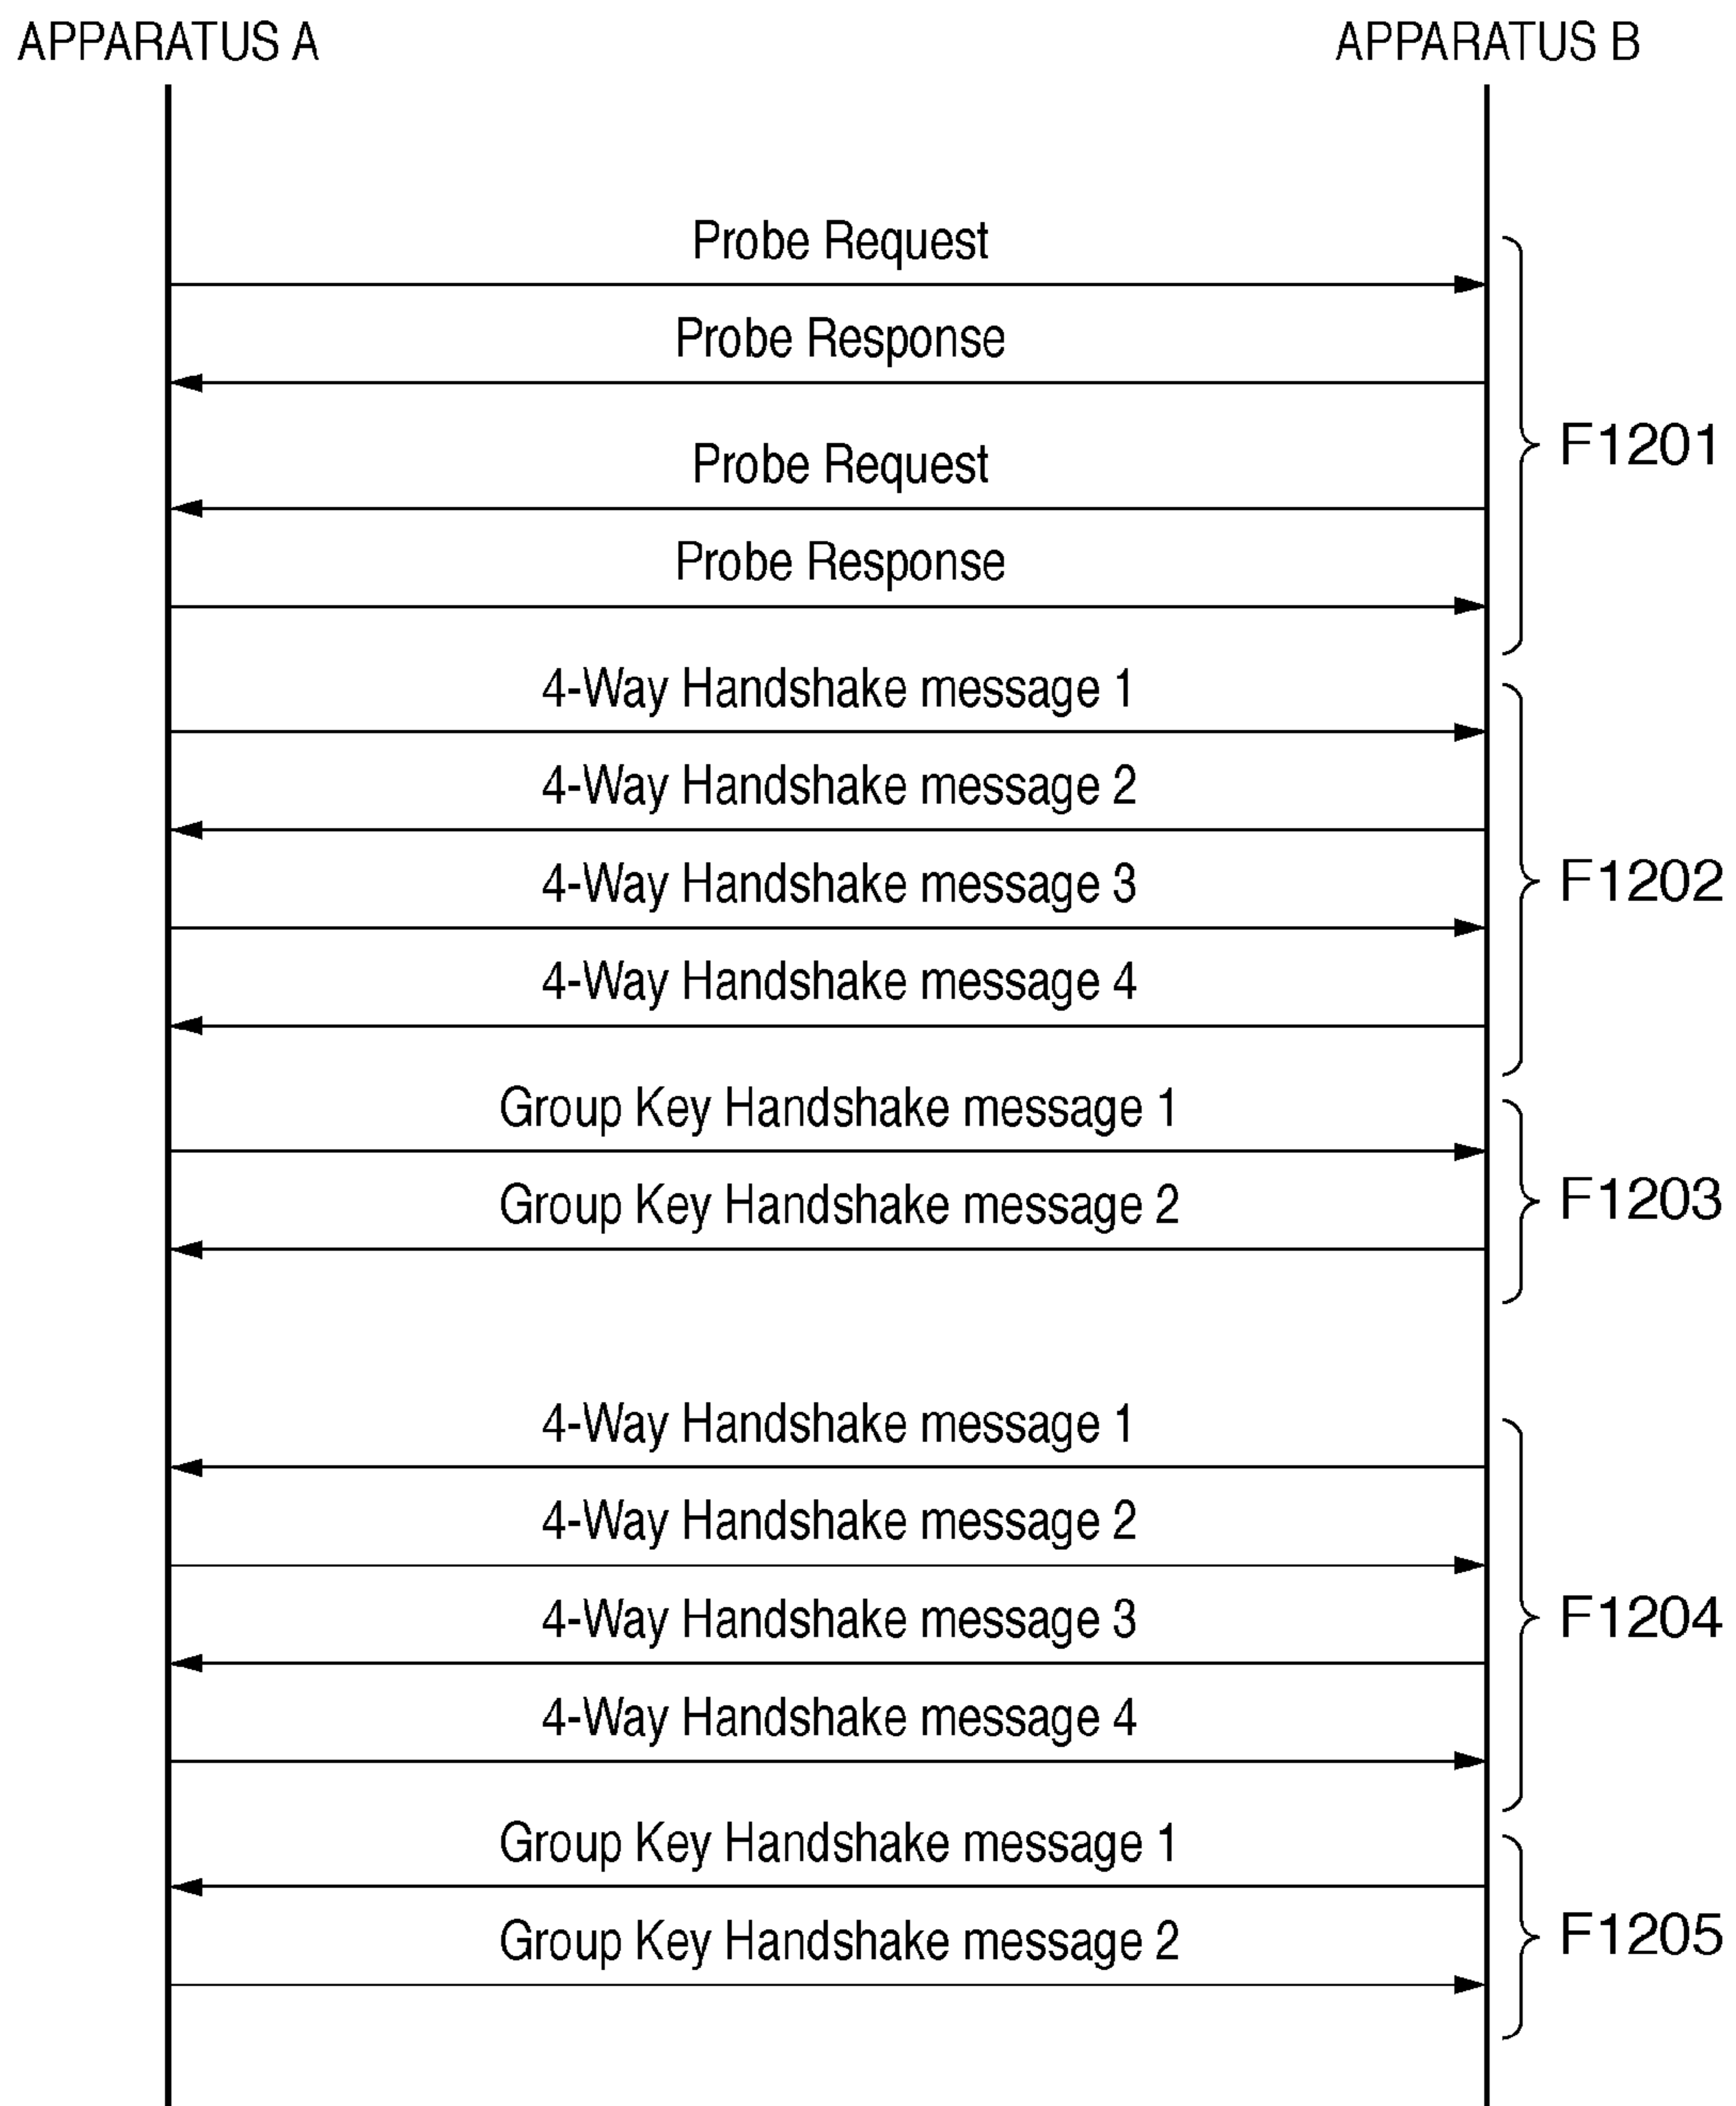 APPARATUS A
APPARATUS B
Probe Request
Probe Response
Probe Request
Probe Response
F1201
4-Way Handshake message 1
4-Way Handshake message 2
4-Way Handshake message 3
4-Way Handshake message 4
F1202
Group Key Handshake message 1
Group Key Handshake message 2
F1203
4-Way Handshake message 1
4-Way Handshake message 2
4-Way Handshake message 3
4-Way Handshake message 4
F1204
Group Key Handshake message 1
Group Key Handshake message 2
F1205